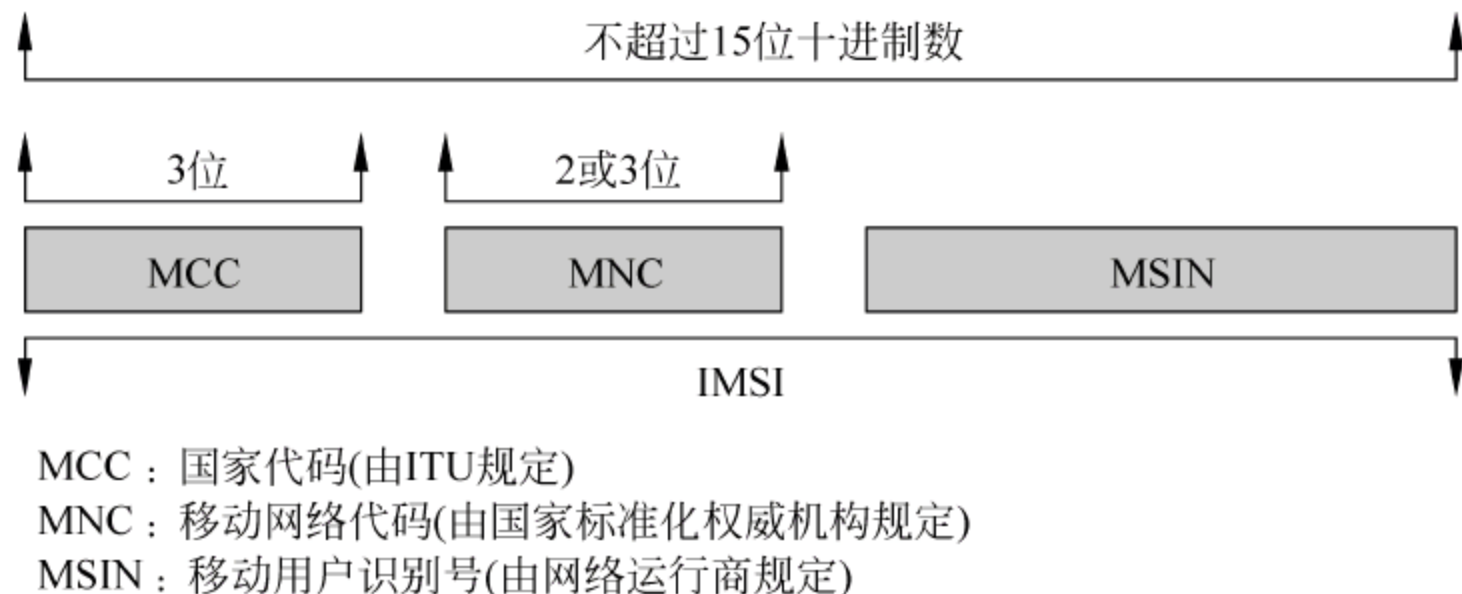 不超过15位十进制数
3位
2或3位
MCC
MNC
MSIN
IMSI
MCC：国家代码(由ITU规定)
MNC：移动网络代码(由国家标准化权威机构规定)
MSIN：移动用户识别号(由网络运行商规定)